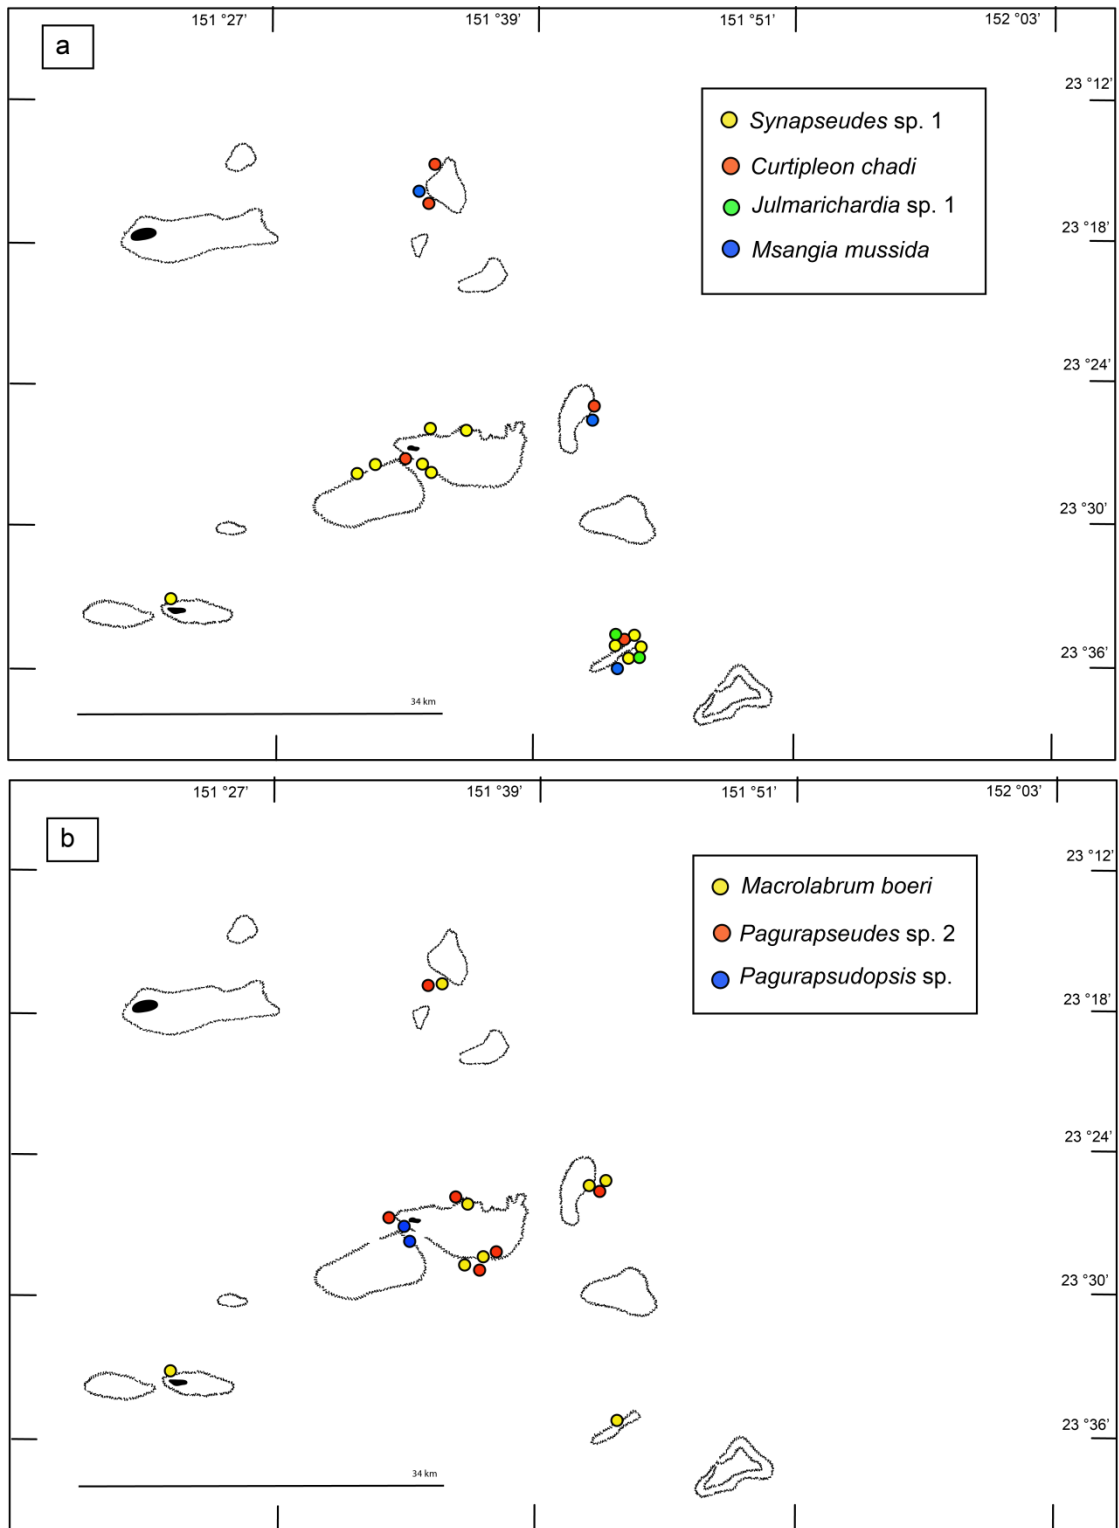 151 °27’ 151 °39’ 151 °51’ 152 °03’
a
23 °12’
Synapseudes sp. 1
Curtipleon chadi
Julmarichardia sp. 1
Msangia mussida
23 °18’
23 °24’
23 °30’
23 °36’
34 km
151 °27’ 151 °39’ 151 °51’ 152 °03’
b
23 °12’
Macrolabrum boeri
Pagurapseudes sp. 2
Pagurapsudopsis sp.
23 °18’
23 °24’
23 °30’
23 °36’
34 km